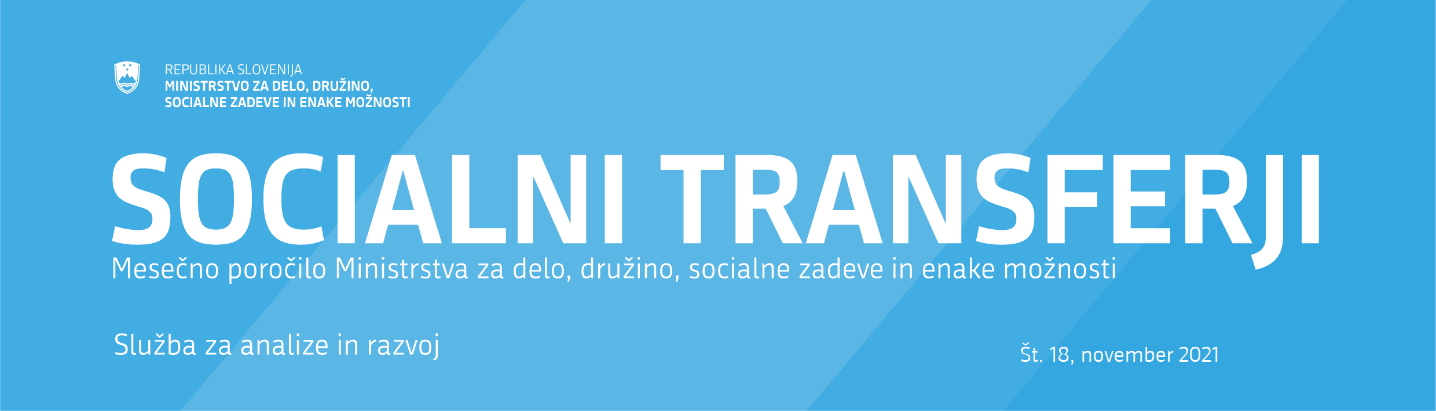 REPUBLIKA SLOVENIJA
MINISTRSTVO ZA DELO, DRUŽINO,
SOCIALNE ZADEVE IN ENAKE MOŽNOSTI
SOCIALNI TRANSFERJI
Mesečno poročilo Ministrstva za delo, družino, socialne zadeve in enake možnosti
Služba za analize in razvoj
Št. 18, november 2021